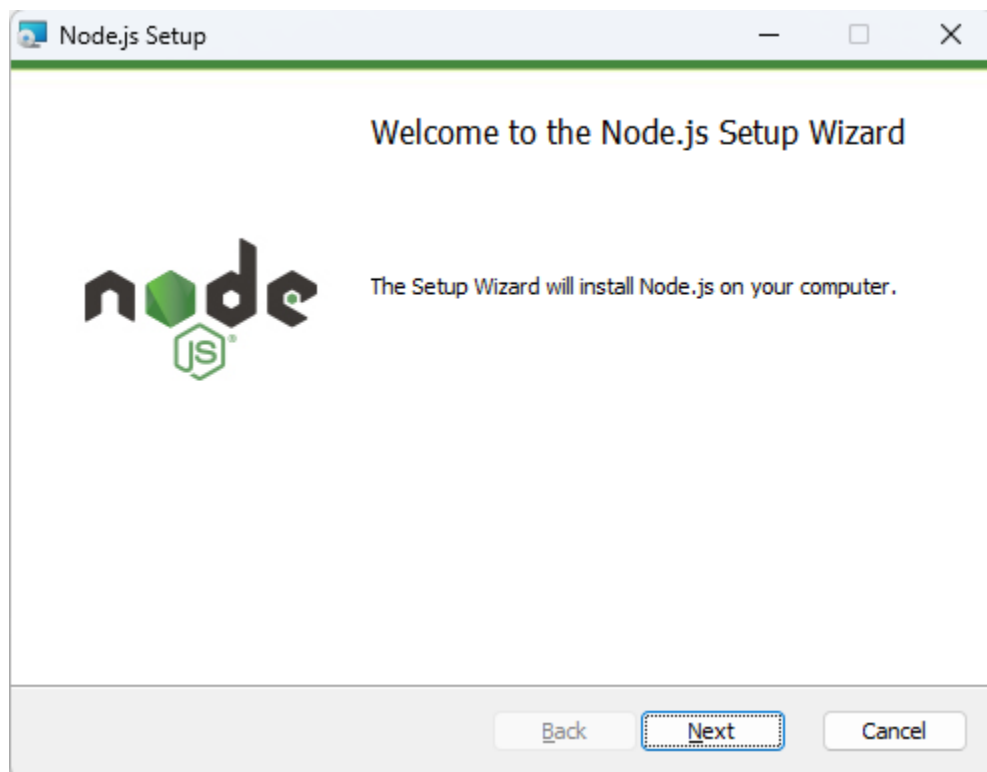 Node.js Setup
Welcome to the Node.js Setup Wizard
The Setup Wizard will install Node.js on your computer.
node
JS®
Back
Next
Cancel